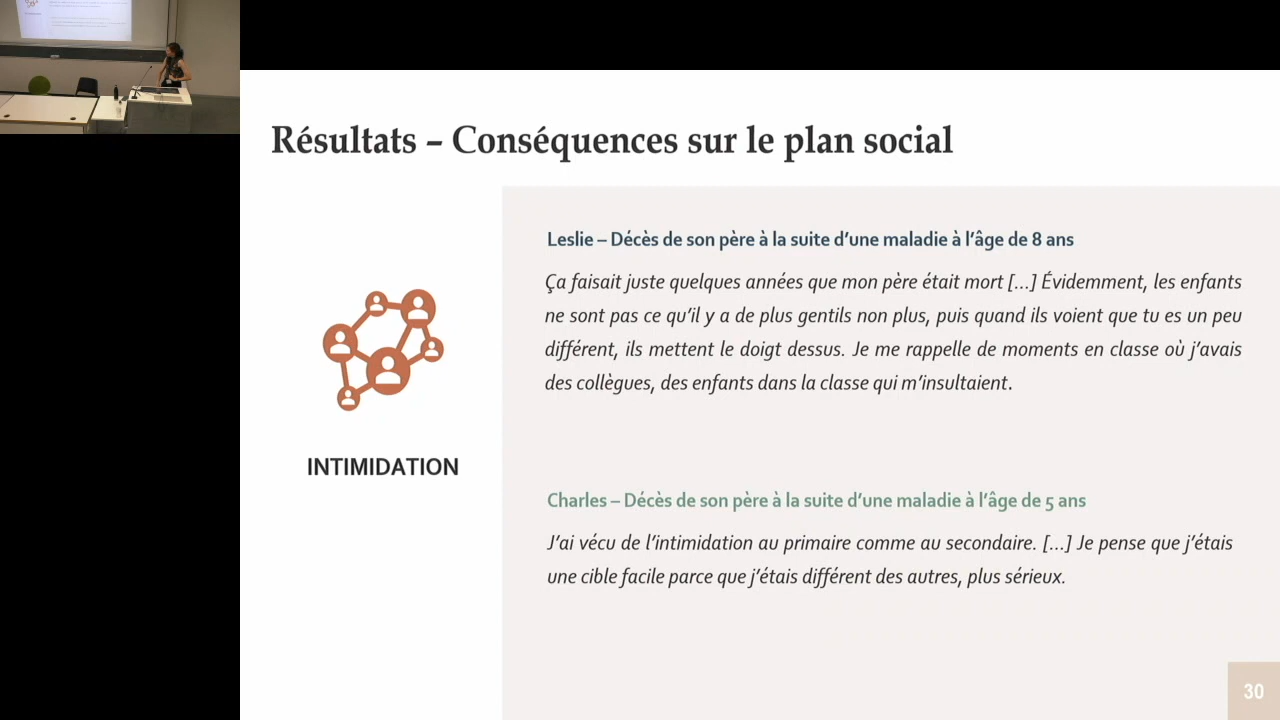 Résultats – Conséquences sur le plan social
INTIMIDATION
Leslie – Décès de son père à la suite d’une maladie à l’âge de 8 ans
Ça faisait juste quelques années que mon père était mort […] Évidemment, les enfants
ne sont pas ce qu’il y a de plus gentils non plus, puis quand ils voient que tu es un peu
différent, ils mettent le doigt dessus. Je me rappelle de moments en classe où j’avais
des collègues, des enfants dans la classe qui m’insultaient.
Charles – Décès de son père à la suite d’une maladie à l’âge de 5 ans
J’ai vécu de l’intimidation au primaire comme au secondaire. […] Je pense que j’étais
une cible facile parce que j’étais différent des autres, plus sérieux.
30